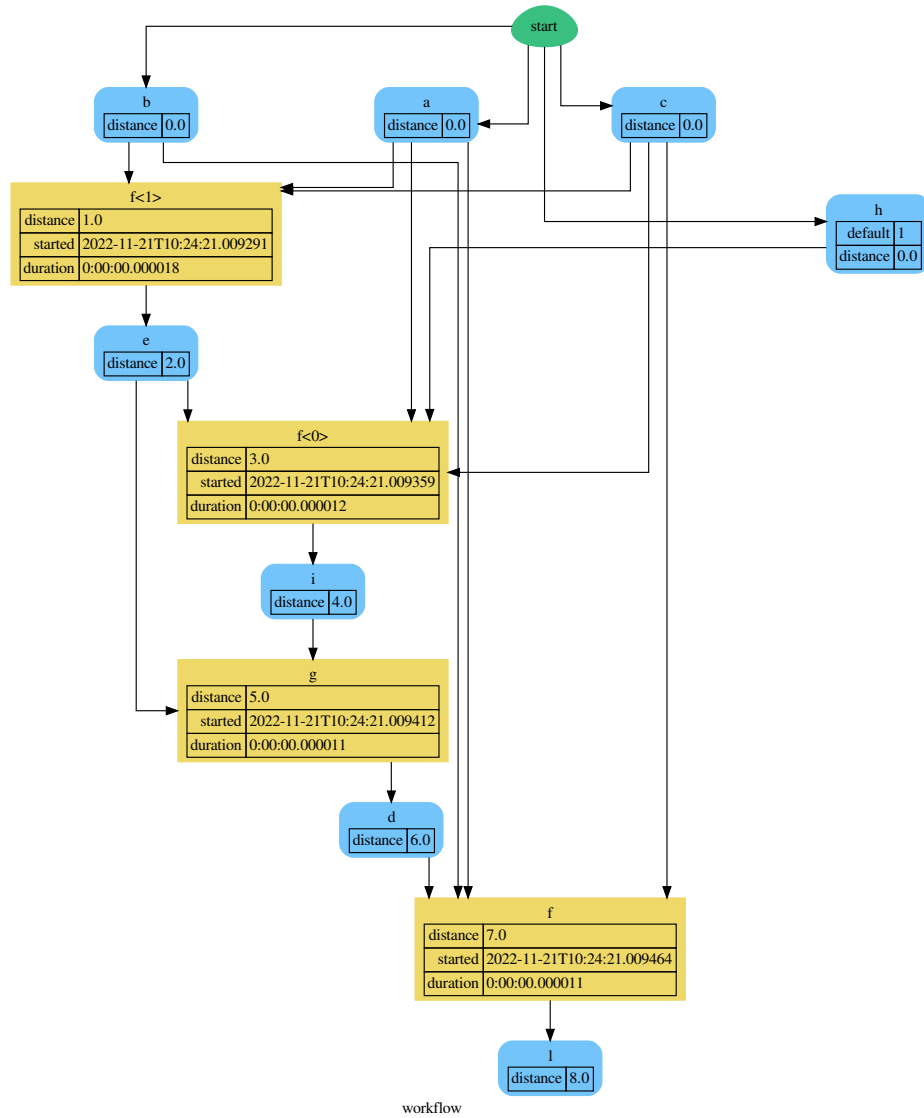 start
b
distance 0.0
a
distance 0.0
c
distance 0.0
f<1>
distance 1.0
started 2022-11-21T10:24:21.009291
duration 0:00:00.000018
h
default 1
distance 0.0
e
distance 2.0
f<0>
distance 3.0
started 2022-11-21T10:24:21.009359
duration 0:00:00.000012
i
distance 4.0
g
distance 5.0
started 2022-11-21T10:24:21.009412
duration 0:00:00.000011
d
distance 6.0
f
distance 7.0
started 2022-11-21T10:24:21.009464
duration 0:00:00.000011
l
distance 8.0
workflow